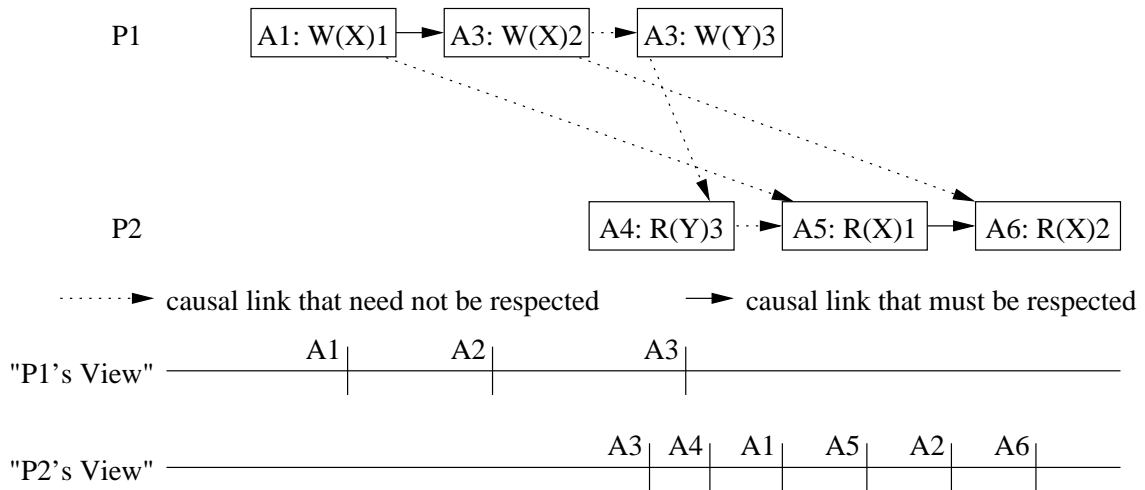 P1 A1: W(X)1 A3: W(X)2 A3: W(Y)3
P2 A4: R(Y)3 A5: R(X)1 A6: R(X)2
causal link that need not be respected causal link that must be respected
A1 A2 A3
"P1's View"
A3 A4 A1 A5 A2 A6
"P2's View"